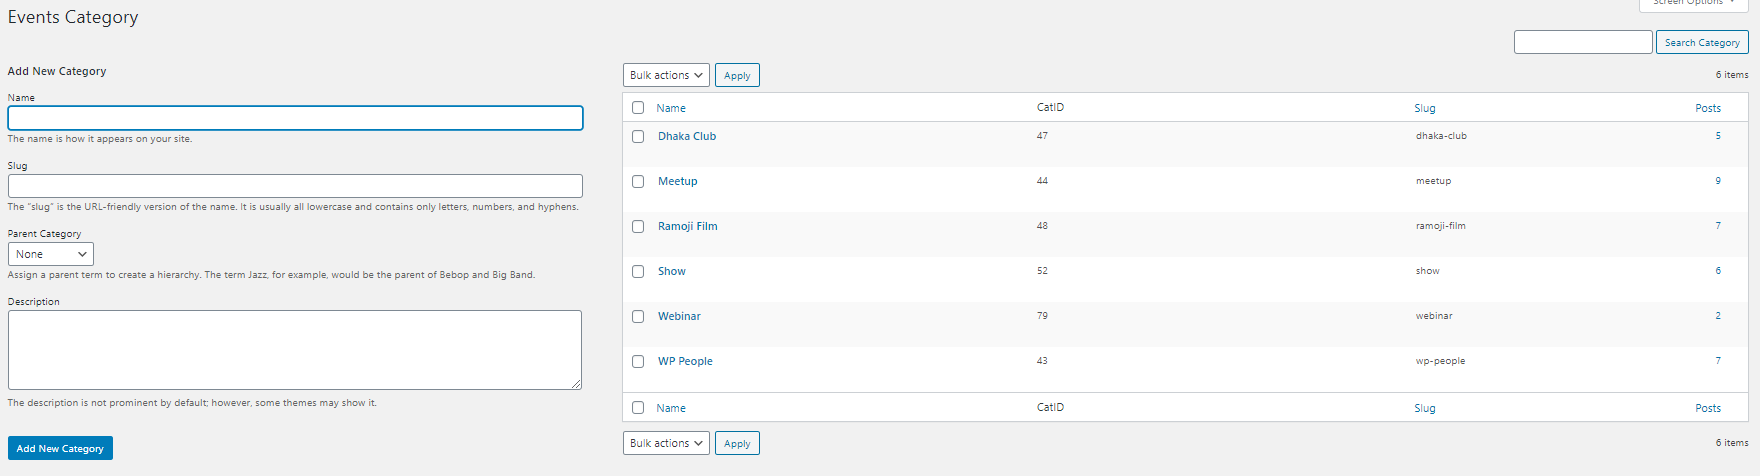 Screen Options
Events Category
Search Category
Add New Category
Name
The name is how it appears on your site.
Slug
The "slug" is the URL-friendly version of the name. It is usually all lowercase and contains only letters, numbers, and hyphens.
Parent Category
None
Assign a parent term to create a hierarchy. The term Jazz, for example, would be the parent of Bebop and Big Band.
Description
The description is not prominent by default; however, some themes may show it.
Add New Category
Bulk actions Apply 6 items
Name CatID Slug Posts
Dhaka Club 47 dhaka-club 5
Meetup 44 meetup 9
Ramoji Film 48 ramoji-film 7
Show 52 show 6
Webinar 79 webinar 2
WP People 43 wp-people 7
Name CatID Slug Posts
Bulk actions Apply 6 items